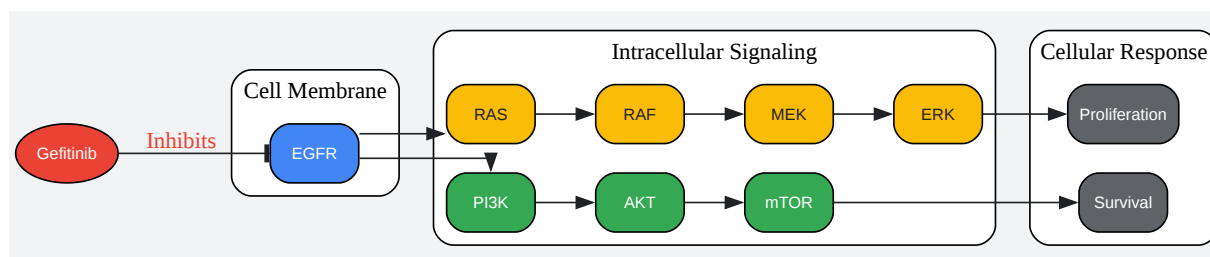 Intracellular Signaling
Cellular Response
Cell Membrane
RAS
RAF
MEK
ERK
Proliferation
Inhibits
Gefitinib
EGFR
PI3K
AKT
mTOR
Survival